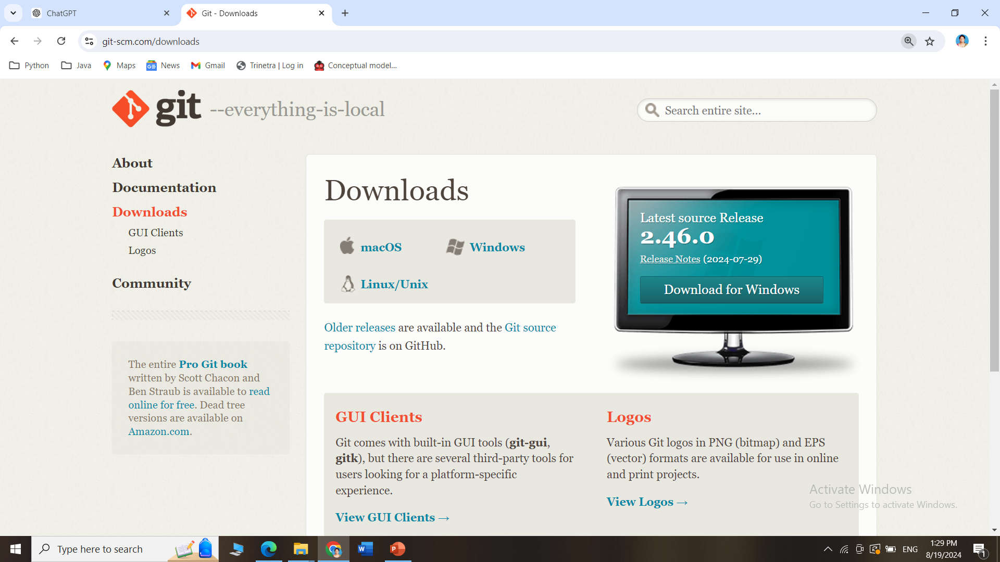 ChatGPT
Git - Downloads
git-scm.com/downloads
Python
Java
Maps
News
Gmail
Trinetra | Log in
Conceptual model...
git --everything-is-local
Search entire site...
About
Documentation
Downloads
GUI Clients
Logos
Community
The entire Pro Git book
written by Scott Chacon and
Ben Straub is available to read
online for free. Dead tree
versions are available on
Amazon.com.
Downloads
macOS
Windows
Linux/Unix
Older releases are available and the Git source
repository is on GitHub.
Latest source Release
2.46.0
Release Notes (2024-07-29)
Download for Windows
GUI Clients
Git comes with built-in GUI tools (git-gui,
gitk), but there are several third-party tools for
users looking for a platform-specific
experience.
View GUI Clients →
Logos
Various Git logos in PNG (bitmap) and EPS
(vector) formats are available for use in online
and print projects.
View Logos →
Activate Windows
Go to Settings to activate Windows.
Type here to search
ENG
1:29 PM
8/19/2024
1